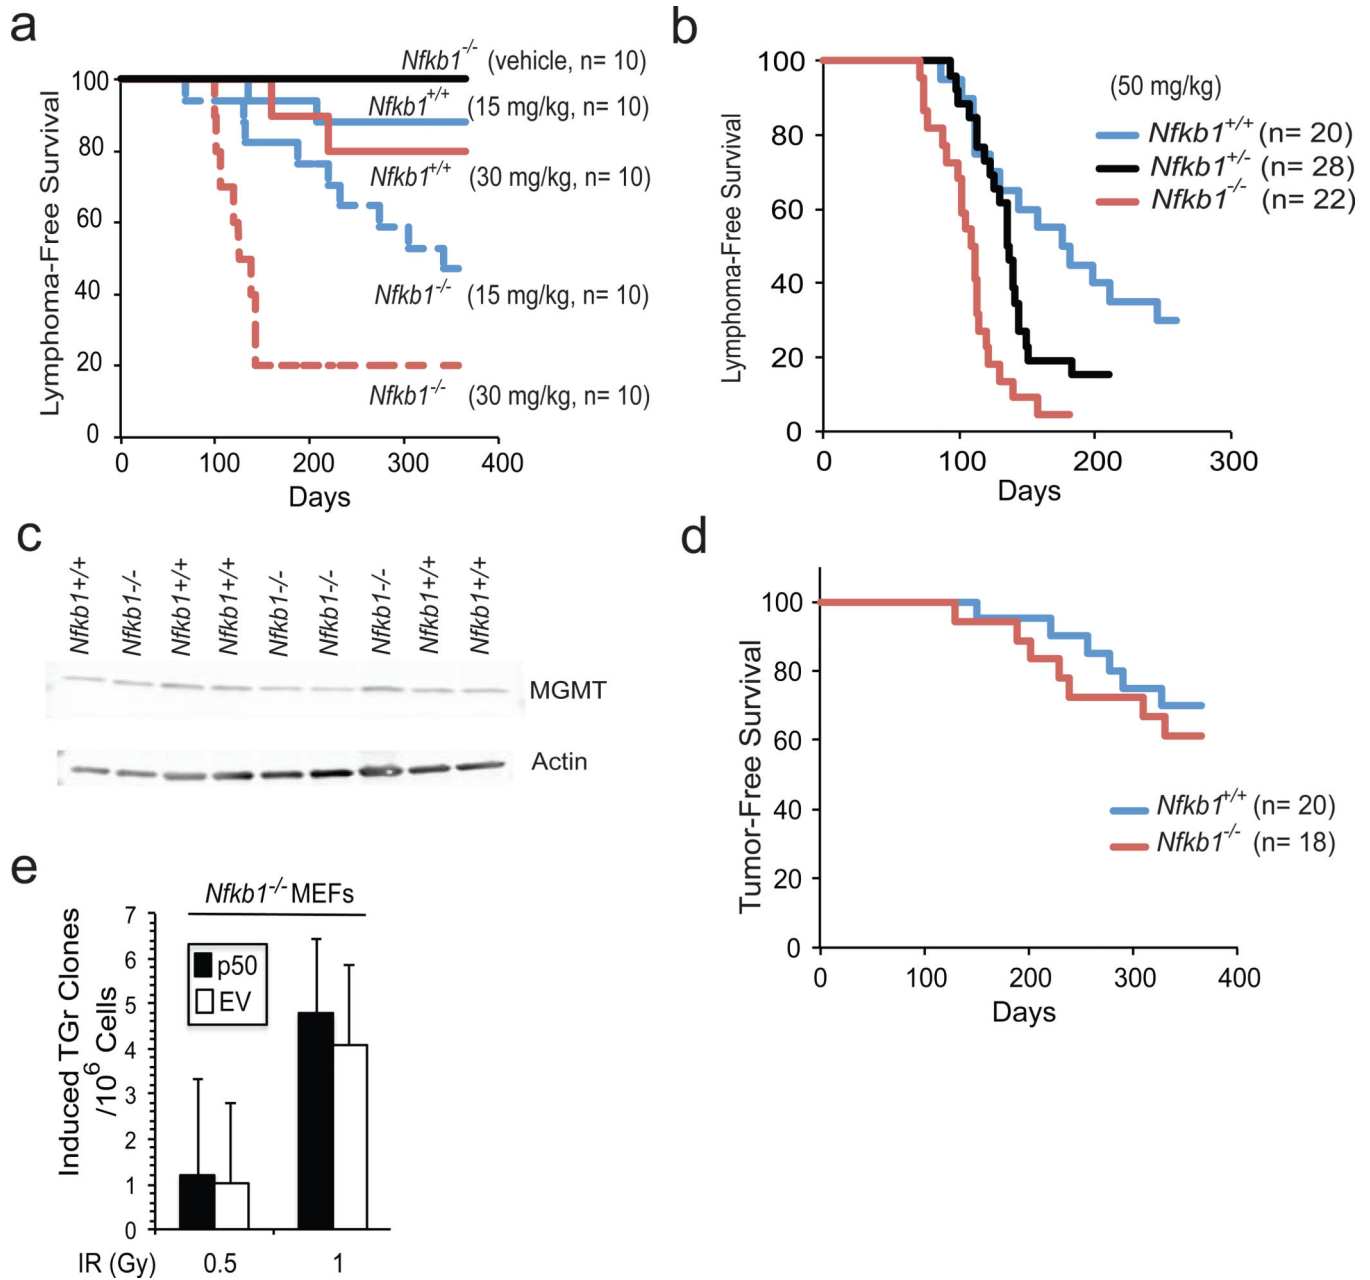 a
Nfkb1-/- (vehicle, n= 10)
Nfkb1+/+ (15 mg/kg, n= 10)
Nfkb1+/+ (30 mg/kg, n= 10)
Nfkb1-/- (15 mg/kg, n= 10)
Nfkb1-/- (30 mg/kg, n= 10)
Lymphoma-Free Survival
100
80
60
40
20
0
0 100 200 300 400
Days
b
(50 mg/kg)
Nfkb1+/+ (n= 20)
Nfkb1+/- (n= 28)
Nfkb1-/- (n= 22)
Lymphoma-Free Survival
100
80
60
40
20
0
0 100 200 300
Days
c
Nfkb1+/+ Nfkb1-/- Nfkb1+/+ Nfkb1+/+ Nfkb1-/- Nfkb1-/- Nfkb1-/- Nfkb1+/+ Nfkb1+/+
MGMT
Actin
d
Tumor-Free Survival
100
80
60
40
20
0
Nfkb1+/+ (n= 20)
Nfkb1-/- (n= 18)
0 100 200 300 400
Days
e
Nfkb1-/- MEFs
Induced TGr Clones
/10^6 Cells
7
6
5
4
3
2
1
0
p50
EV
IR (Gy) 0.5 1